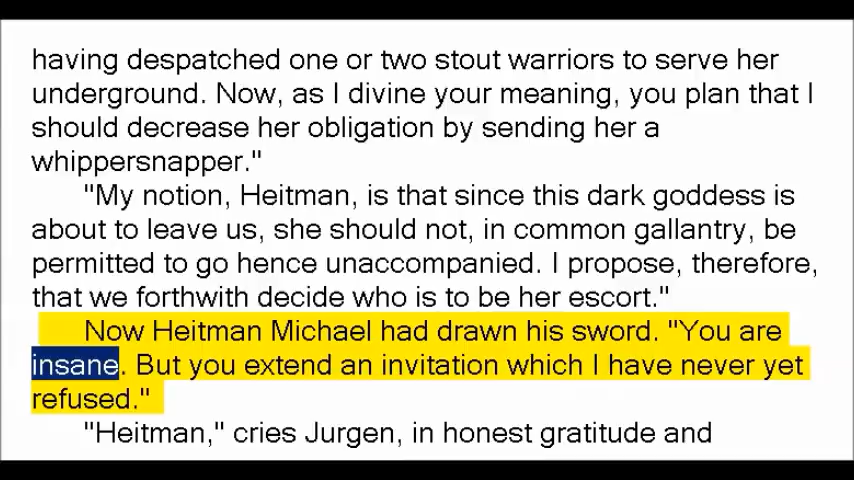 having despatched one or two stout warriors to serve her
underground. Now, as I divine your meaning, you plan that I
should decrease her obligation by sending her a
whippersnapper."
"My notion, Heitman, is that since this dark goddess is
about to leave us, she should not, in common gallantry, be
permitted to go hence unaccompanied. I propose, therefore,
that we forthwith decide who is to be her escort."
Now Heitman Michael had drawn his sword. "You are
insane. But you extend an invitation which I have never yet
refused."
"Heitman," cries Jurgen, in honest gratitude and